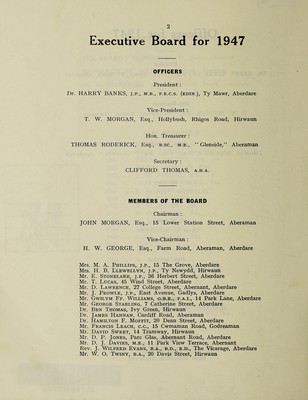 2
Executive Board for 1947
OFFICERS
President :
Dr. HARRY BANKS, J.P., M.B., F.R.C.S. (EDIN.), Ty Mawr, Aberdare
Vice-President :
T. W. MORGAN, Esq., Hollybush, Rhigos Road, Hirwaun
Hon. Treasurer :
THOMAS RODERICK, Esq., M.SC., M.E., " Glenside," Aberaman
Secretary :
CLIFFORD THOMAS, A.H.A.
MEMBERS OF THE BOARD
Chairman :
JOHN MORGAN, Esq., 15 Lower Station Street, Aberaman
Vice-Chairman :
H. W. GEORGE, Esq., Farm Road, Aberaman, Aberdare
Mrs. M. A. Phillips, J.P., 15 The Grove, Aberdare
Mrs. H. B. Llewellyn, J.P., Ty Newydd, Hirwaun
Mr. E. Stonelake, J.P., 36 Herbert Street, Aberdare
Mr. T. Lucas, 45 Wind Street, Aberdare
Mr. D. Lawrence, 27 College Street, Abernant, Aberdare
Mr. J. Prowle, J.P., East Avenue, Gadlys, Aberdare
Mr. Gwilym Fr. Williams, O.B.E., F.A.I., 14 Park Lane, Aberdare
Mr. George Starling, 7 Catherine Street, Aberdare
Dr. Ben Thomas, Ivy Green, Hirwaun
Dr. James Hannan, Cardiff Road, Aberaman
Dr. Hamilton F. Moffit, 20 Dean Street, Aberdare
Mr. Francis Leach, C.C., 15 Cwmaman Road, Godreaman
Mr. David Sweet, 14 Tramway, Hirwaun
Mr. D. P. Jones, Parc Glas, Abernant Road, Aberdare
Mr. D. J. Davies, M.E., 11 Park View Terrace, Abernant
Rev. J. Wilfred Evans, B.A., B.D., R.D., The Vicarage, Aberdare
Mr. W. O. Twiny, B.A., 20 Davis Street, Hirwaun